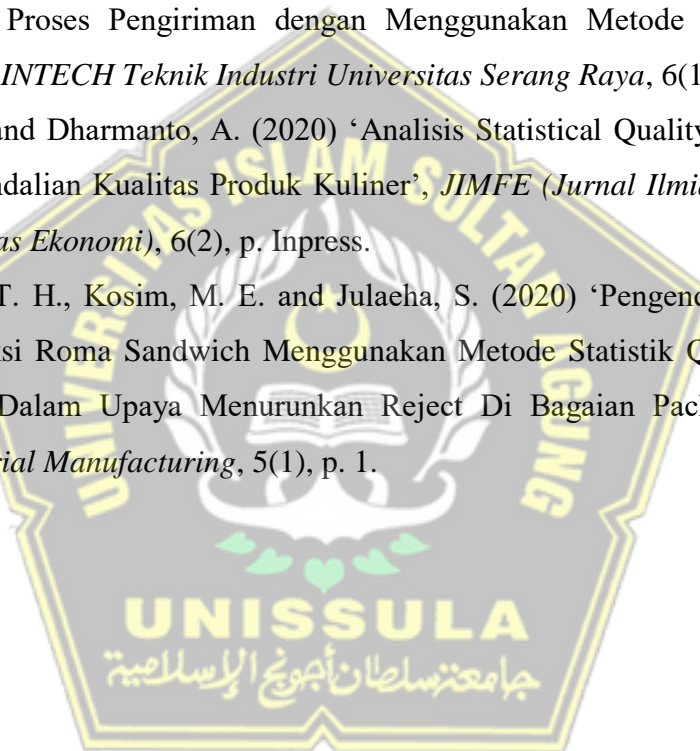 Proses Pengiriman dengan Menggunakan Metode
INTECH Teknik Industri Universitas Serang Raya, 6(1
and Dharmanto, A. (2020) ‘Analisis Statistical Quality
ndalian Kualitas Produk Kuliner’, JIMFE (Jurnal Ilmia
as Ekonomi), 6(2), p. Inpress.
T. H., Kosim, M. E. and Julaeha, S. (2020) ‘Pengend
ksi Roma Sandwich Menggunakan Metode Statistik Q
Dalam Upaya Menurunkan Reject Di Bagaian Pac
rial Manufacturing, 5(1), p. 1.
UNIVERSITAS ISLAM SULTAN AGUNG
UNISSULA
جامعة سلطان أجونج الإسلامية